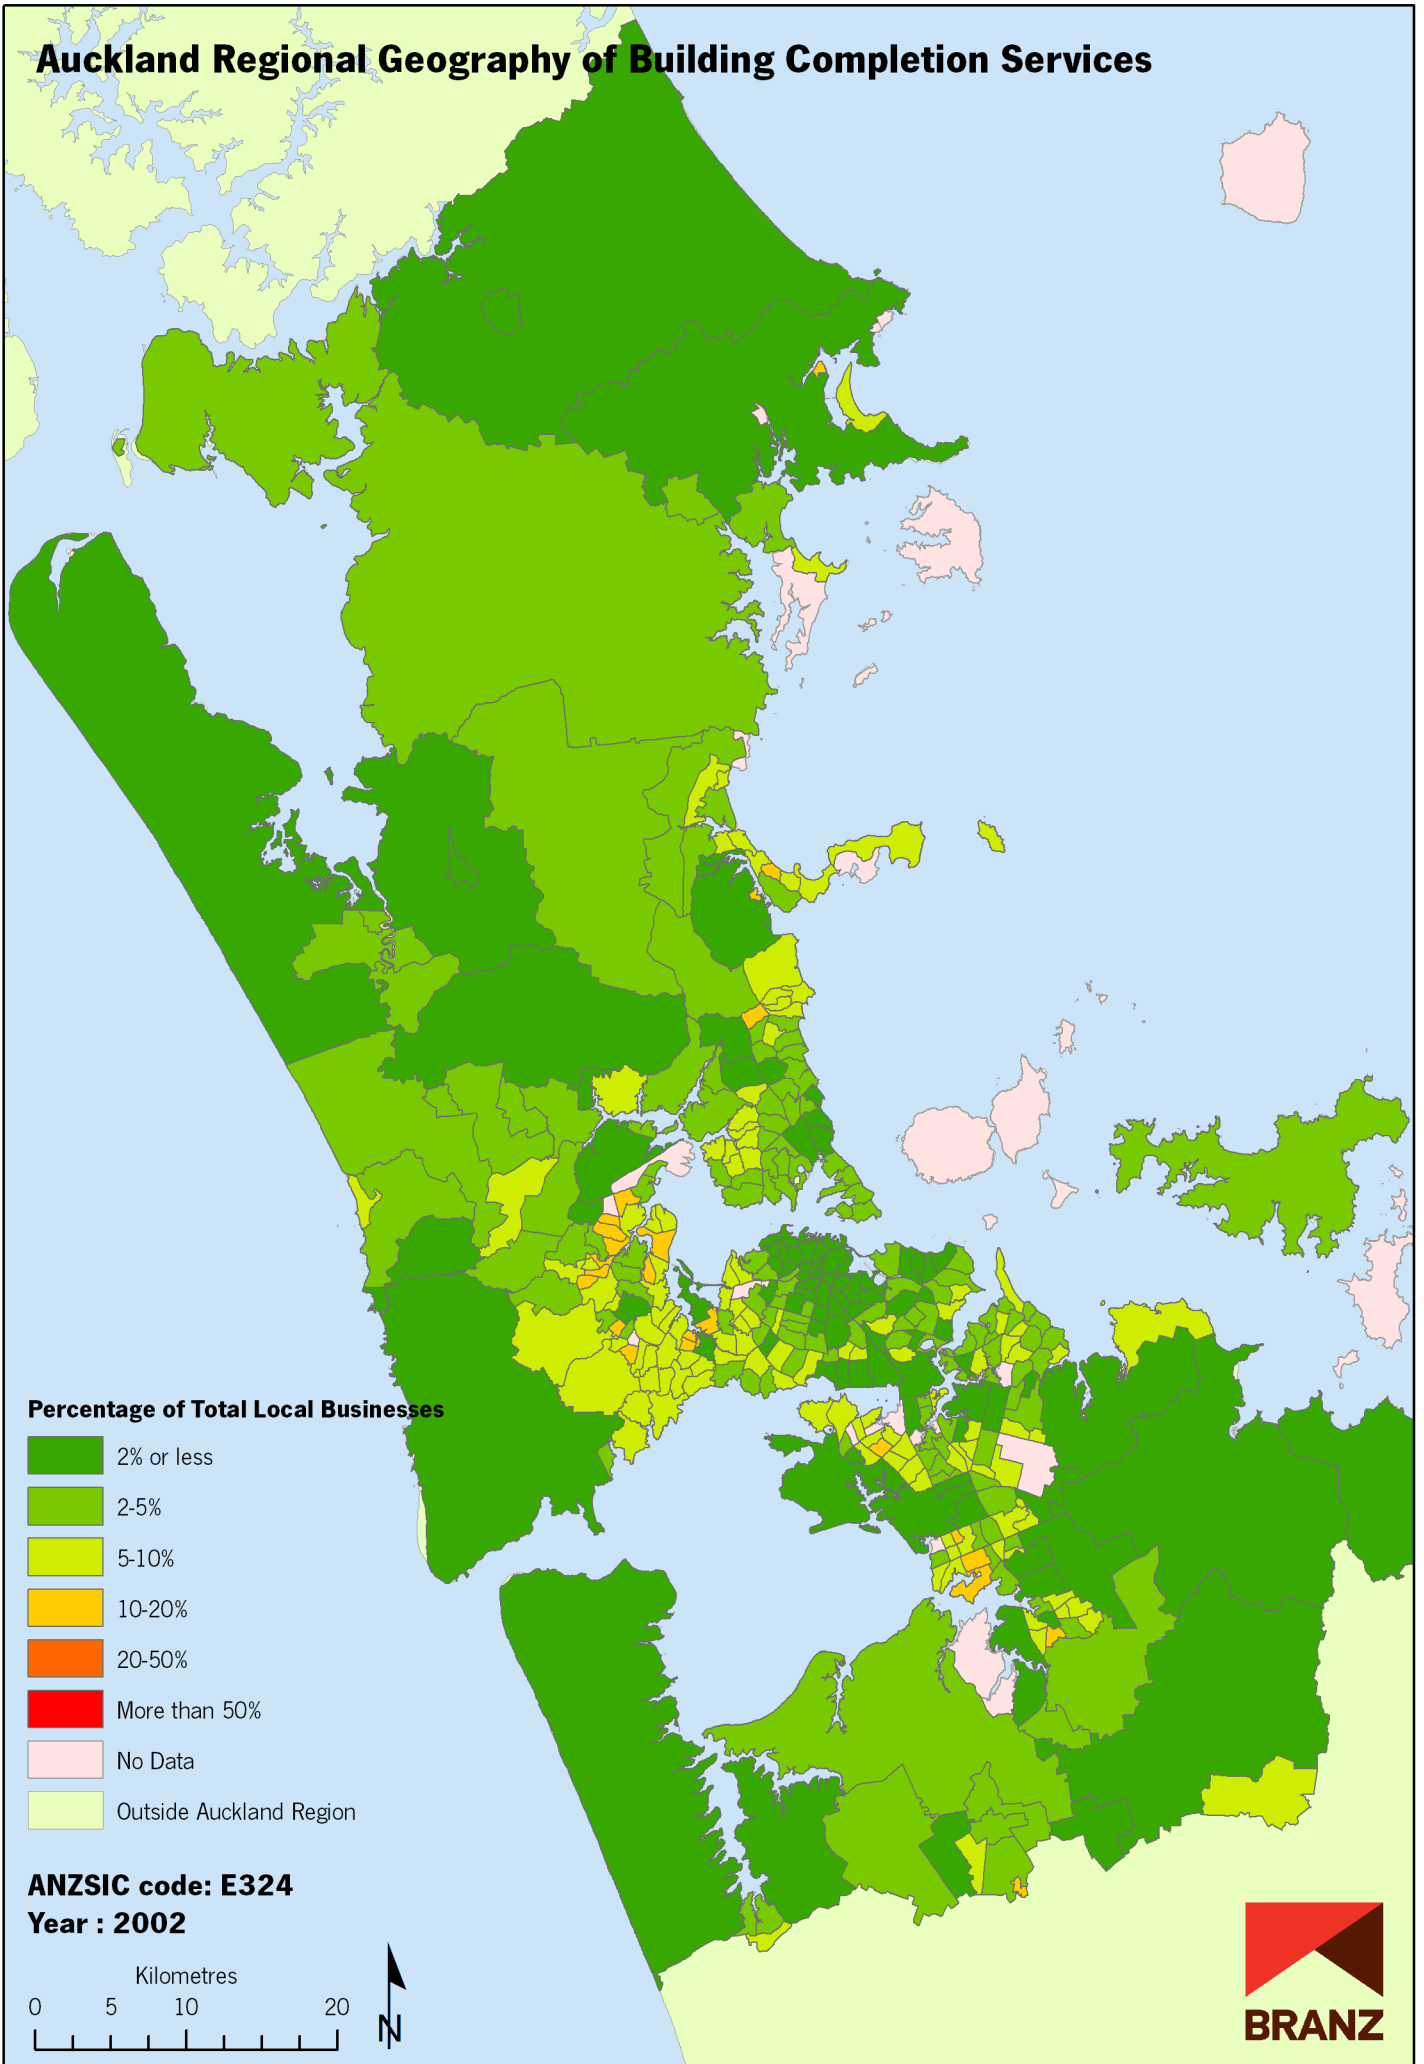 Auckland Regional Geography of Building Completion Services
Percentage of Total Local Businesses
2% or less
2-5%
5-10%
10-20%
20-50%
More than 50%
No Data
Outside Auckland Region
ANZSIC code: E324
Year : 2002
Kilometres
0 5 10 20
N
BRANZ